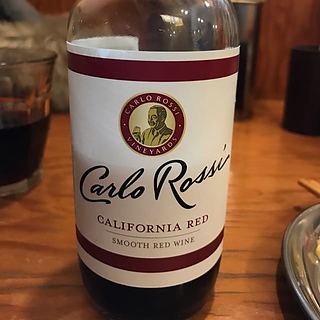 CARLO ROSSI
VINEYARDS
Carlo Rossi
CALIFORNIA RED
SMOOTH RED WINE